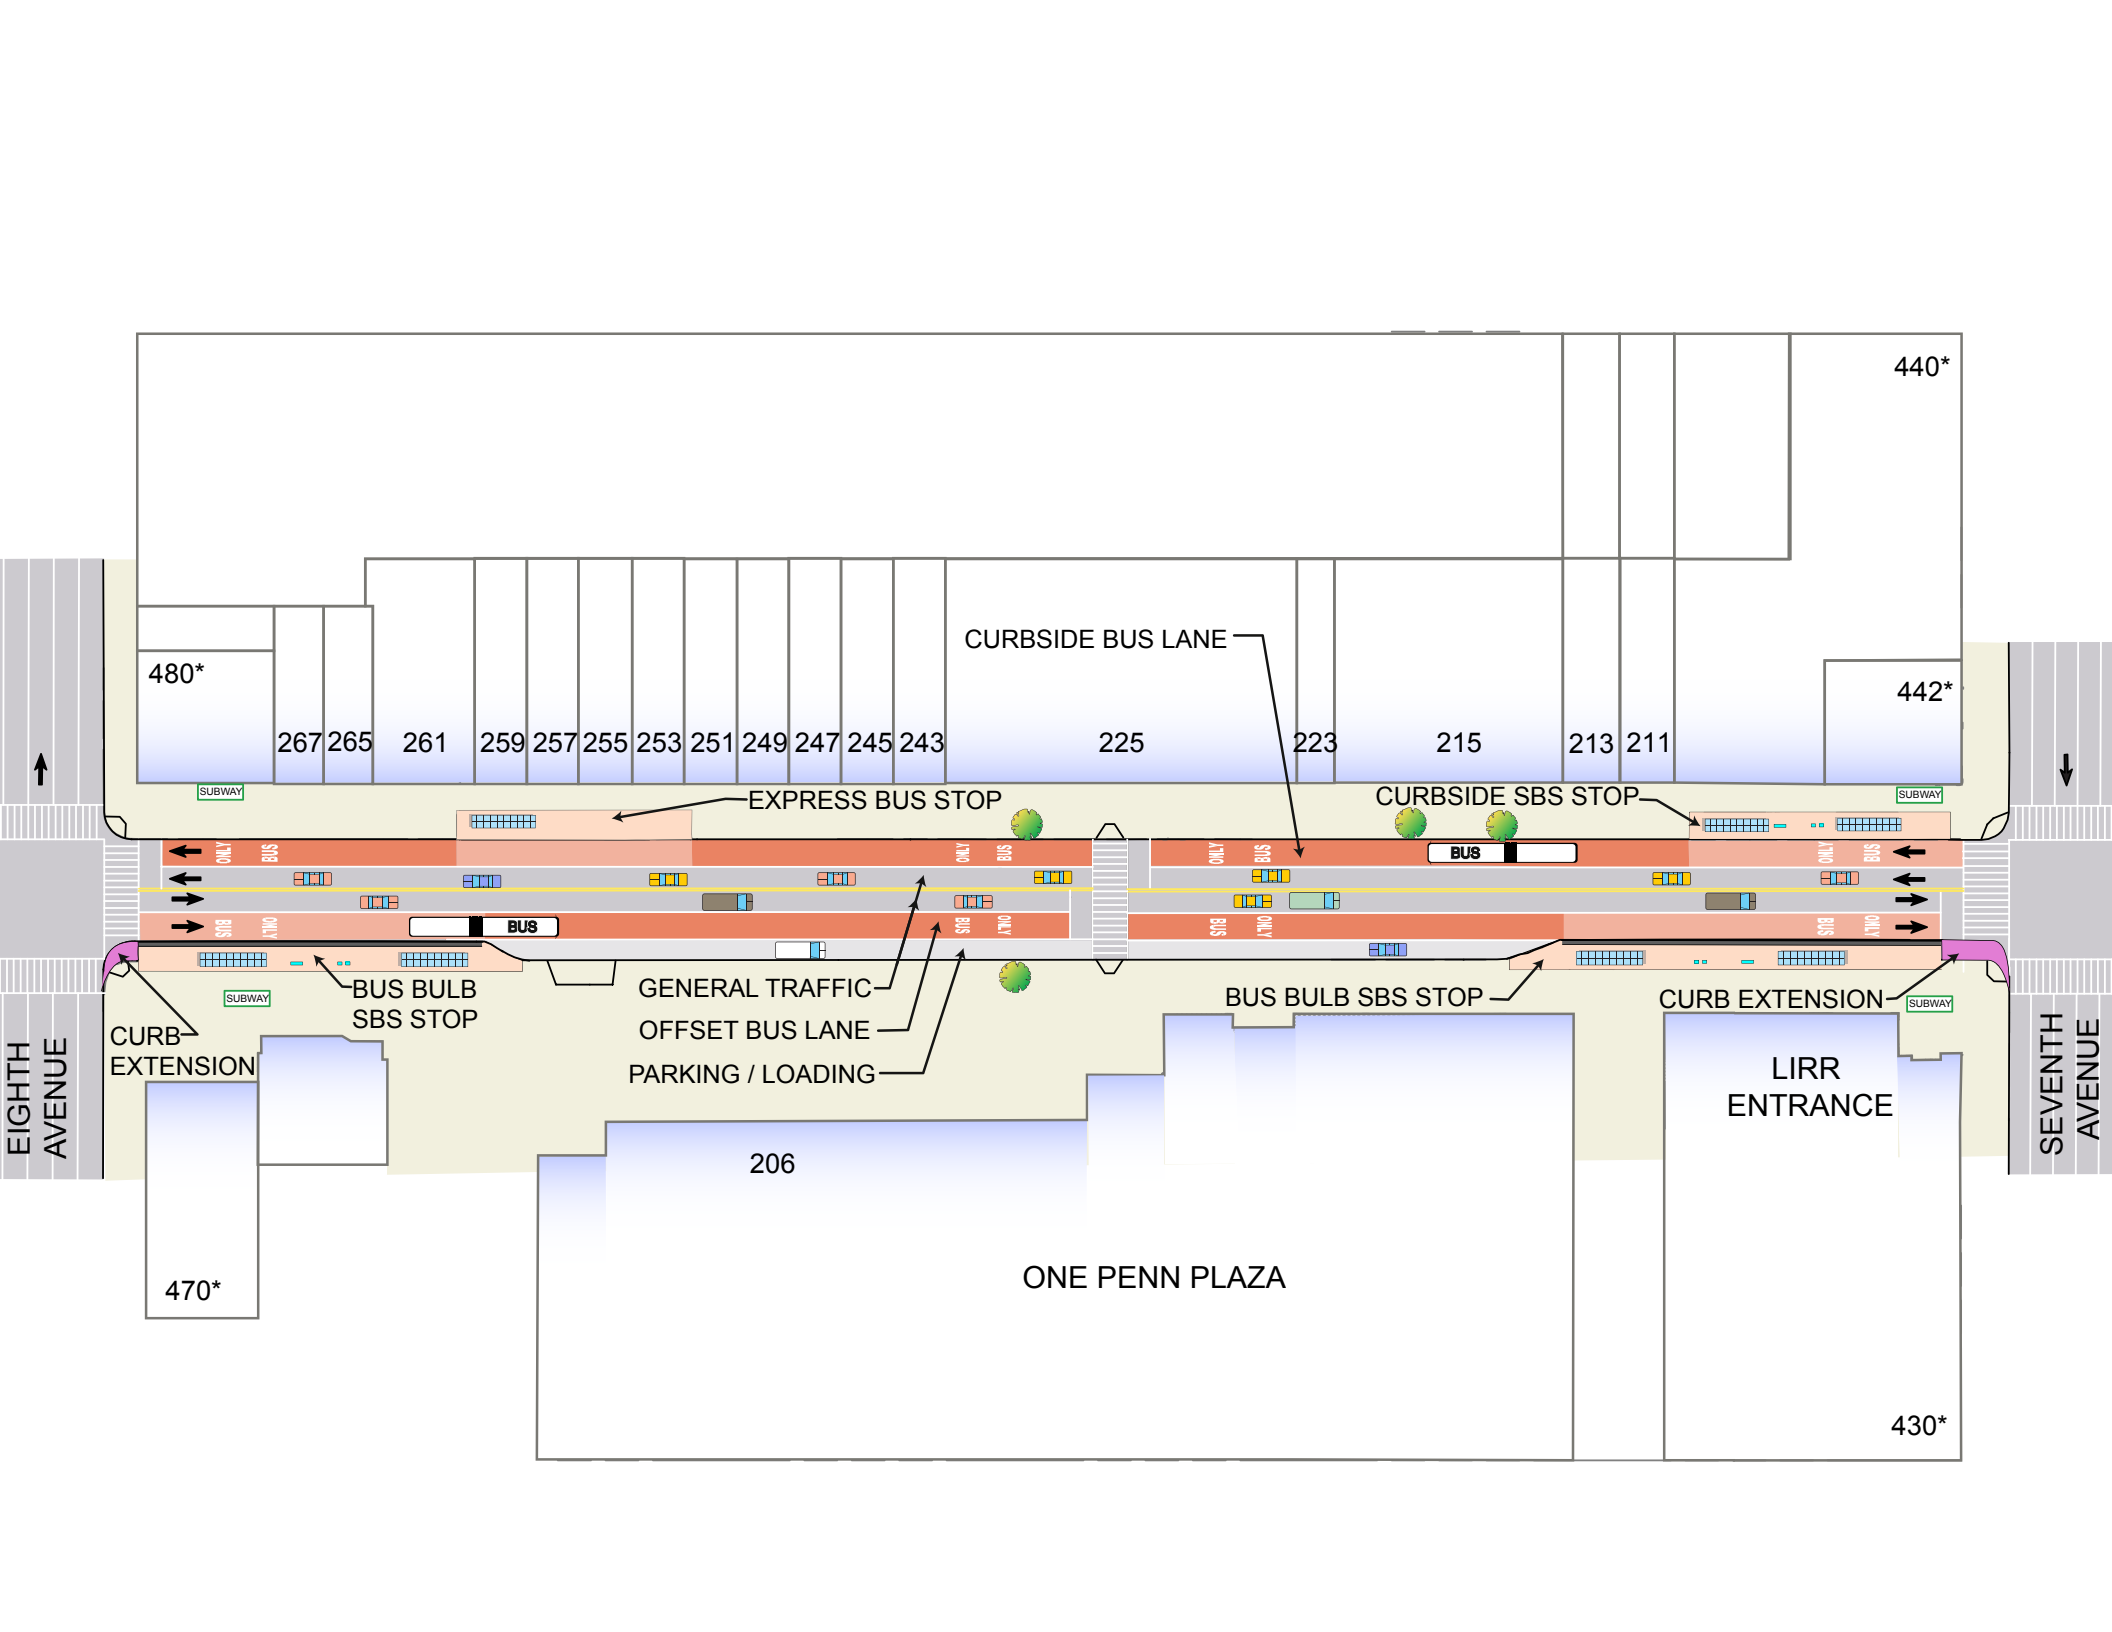 440*
480*
442*
CURBSIDE BUS LANE
267
265
261
259
257
255
253
251
249
247
245
243
225
223
215
213
211
SUBWAY
EXPRESS BUS STOP
CURBSIDE SBS STOP
SUBWAY
ONLY
BUS
ONLY
BUS
ONLY
BUS
BUS
ONLY
BUS
BUS
ONLY
BUS
BUS
ONLY
BUS
ONLY
BUS
ONLY
GENERAL TRAFFIC
BUS BULB
SBS STOP
SUBWAY
BUS BULB SBS STOP
CURB EXTENSION
SUBWAY
OFFSET BUS LANE
CURB
EXTENSION
PARKING / LOADING
EIGHTH
AVENUE
LIRR
ENTRANCE
SEVENTH
AVENUE
206
470*
ONE PENN PLAZA
430*